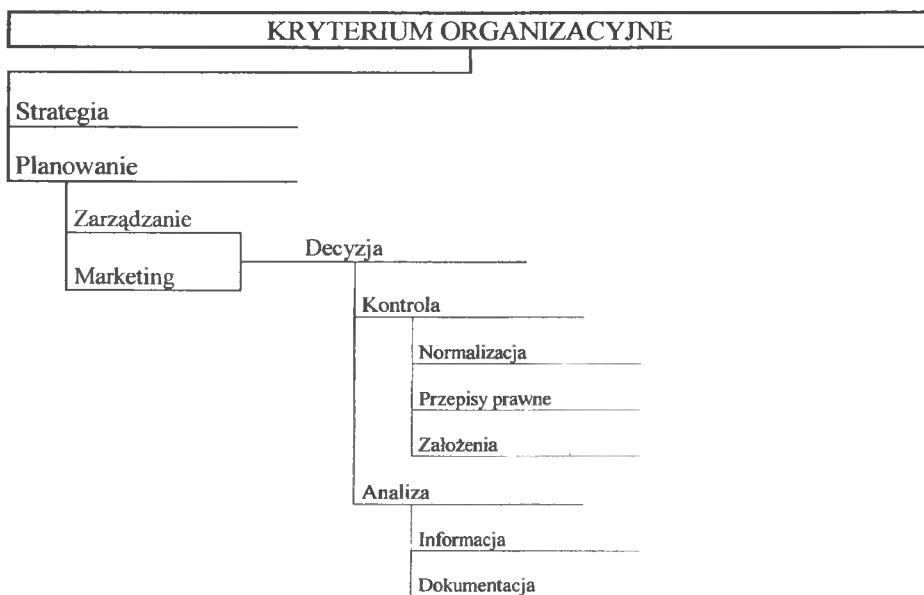 KRYTERIUM ORGANIZACYJNE
Strategia
Planowanie
Zarządzanie
Marketing
Decyzja
Kontrola
Normalizacja
Przepisy prawne
Założenia
Analiza
Informacja
Dokumentacja